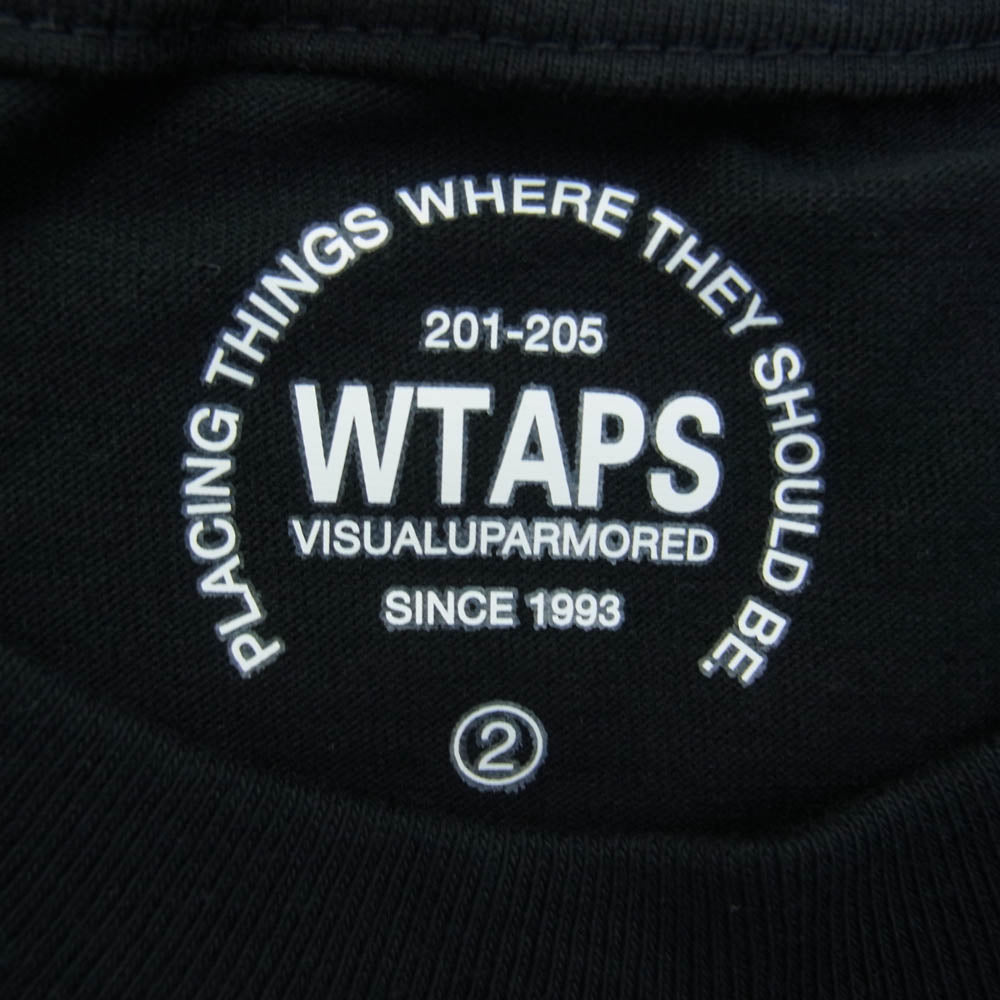 PLACING THINGS WHERE THEY SHOULD BE.
201-205
WTAPS
VISUALUPARMORED
SINCE 1993
2